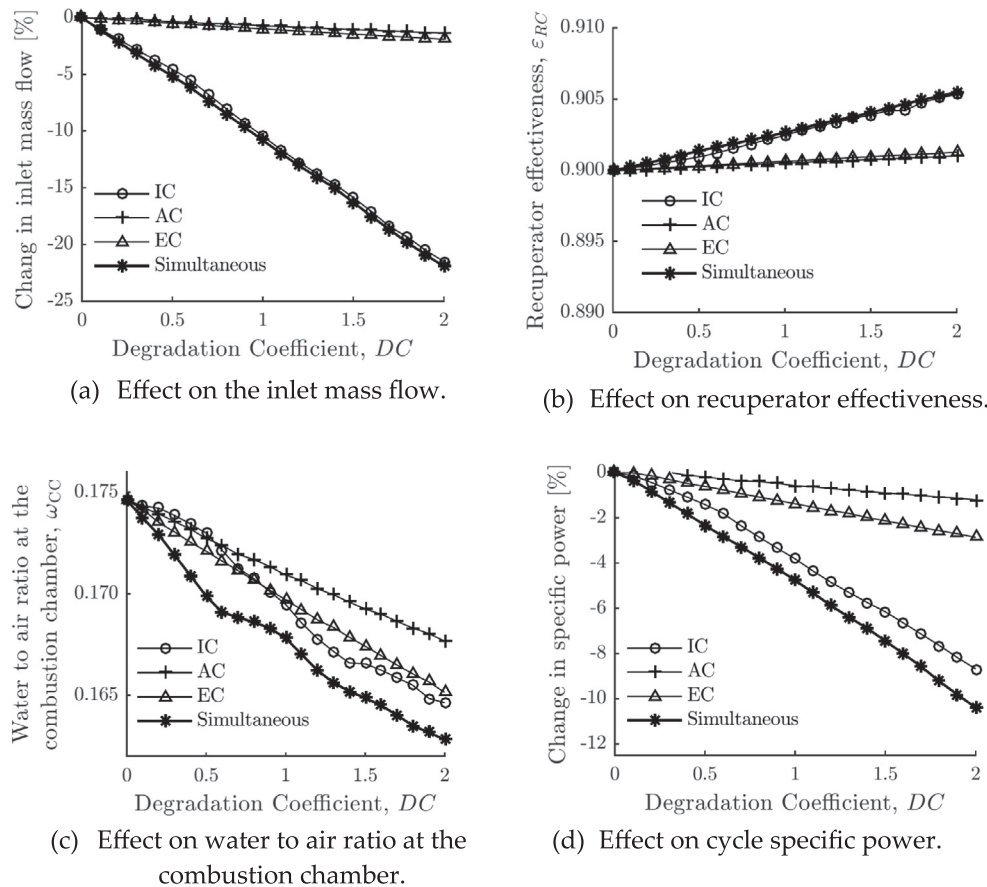 Chang in inlet mass flow [%]
0
-5
-10
-15
-20
-25
IC
AC
EC
Simultaneous
0
0.5
1
1.5
2
Degradation Coefficient, DC
(a) Effect on the inlet mass flow.
Recuperator effectiveness, εRC
0.910
0.905
0.900
0.895
0.890
IC
AC
EC
Simultaneous
0
0.5
1
1.5
2
Degradation Coefficient, DC
(b) Effect on recuperator effectiveness.
Water to air ratio at the
combustion chamber, ωCC
0.175
0.170
0.165
IC
AC
EC
Simultaneous
0
0.5
1
1.5
2
Degradation Coefficient, DC
(c) Effect on water to air ratio at the
combustion chamber.
Change in specific power [%]
0
-2
-4
-6
-8
-10
-12
IC
AC
EC
Simultaneous
0
0.5
1
1.5
2
Degradation Coefficient, DC
(d) Effect on cycle specific power.